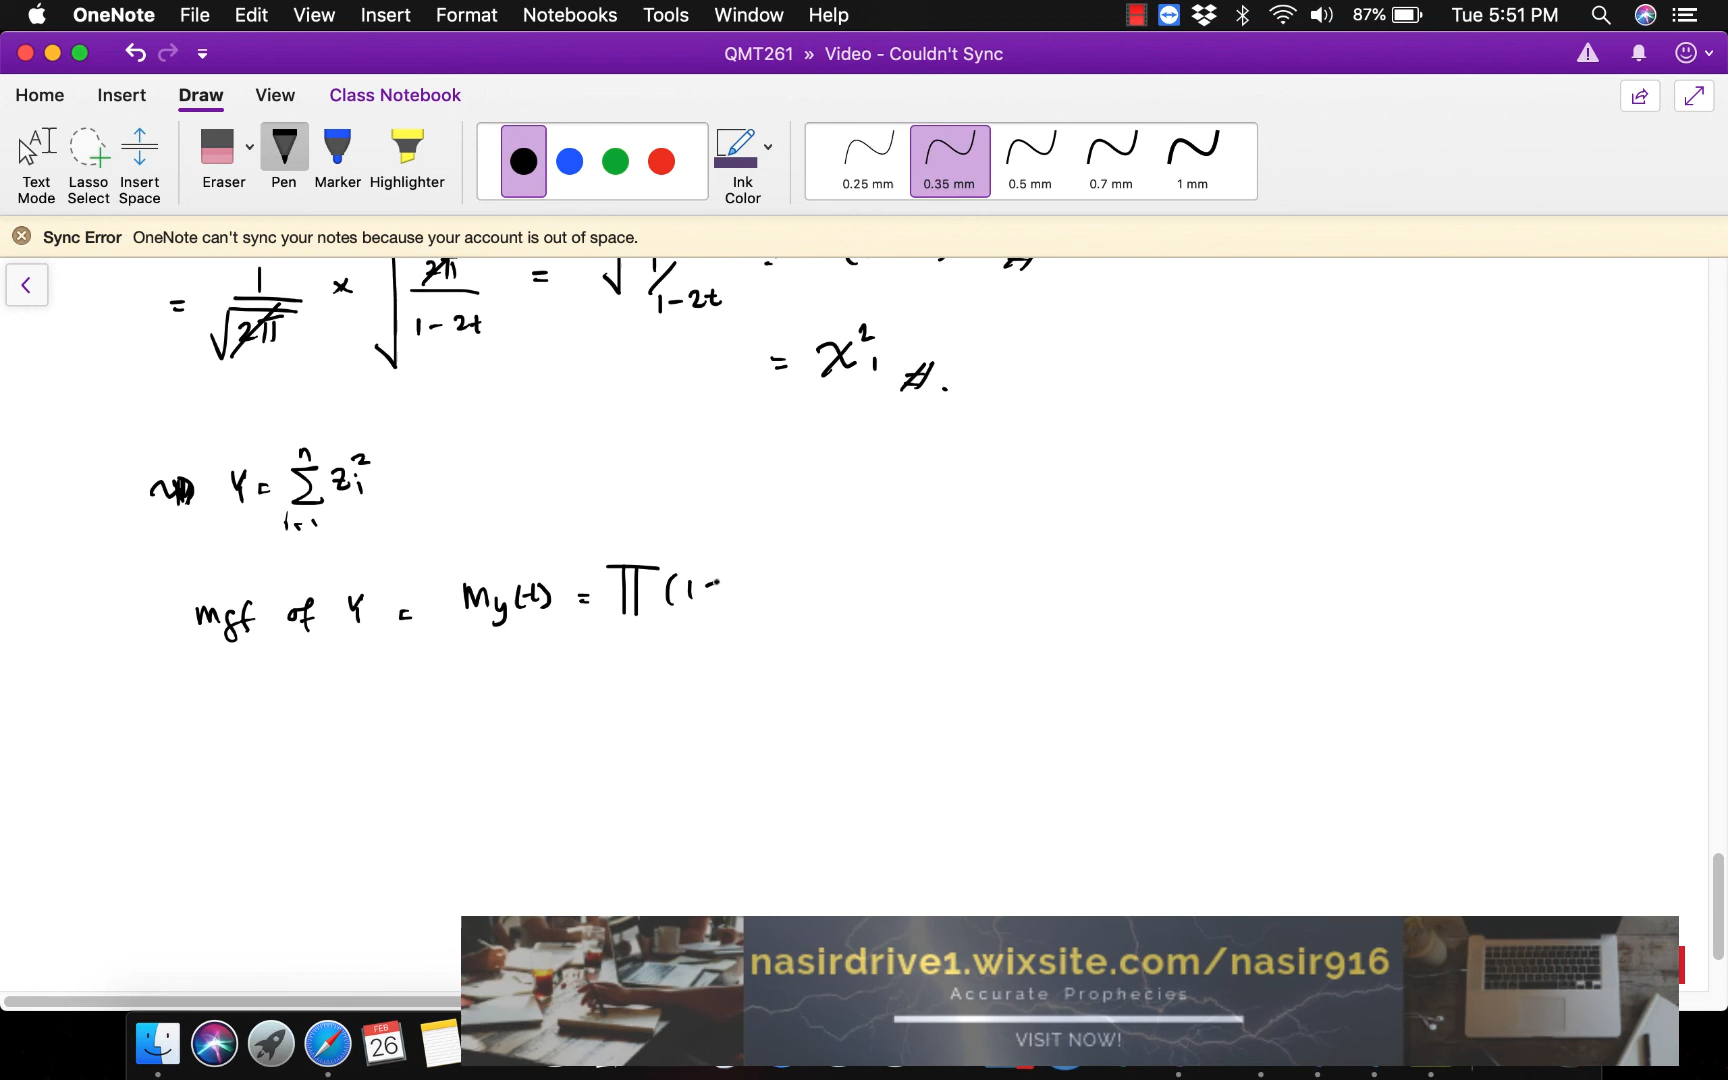 OneNote File Edit View Insert Format Notebooks Tools Window Help 87% Tue 5:51 PM
QMT261 » Video - Couldn't Sync
Home Insert Draw View Class Notebook
Text Mode Lasso Select Insert Space Eraser Pen Marker Highlighter Ink Color 0.25 mm 0.35 mm 0.5 mm 0.7 mm 1 mm
Sync Error OneNote can't sync your notes because your account is out of space.
= 1/√2π × √2π/1-2t = √1/1-2t
= χ²₁ #.
Y = Σ zᵢ² n i=1
mgf of Y = My(t) = Π (1-
nasirdrive1.wixsite.com/nasir916
Accurate Prophecies
VISIT NOW!
FEB
26